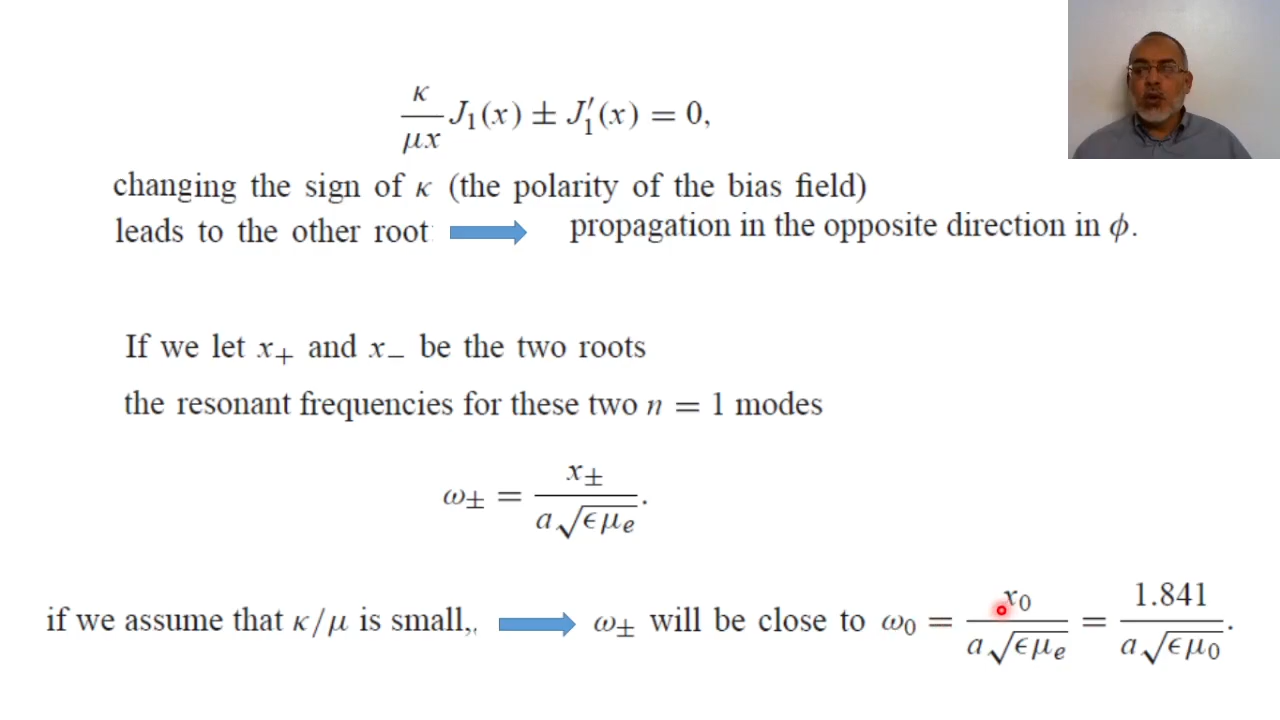 κ/μx J₁(x) ± J₁′(x) = 0,
changing the sign of κ (the polarity of the bias field)
leads to the other root propagation in the opposite direction in ϕ.
If we let x₊ and x₋ be the two roots
the resonant frequencies for these two n = 1 modes
ω± = x±/a√ϵμₑ.
if we assume that κ/μ is small,, ω± will be close to ω₀ = x₀/a√ϵμₑ = 1.841/a√ϵμ₀.